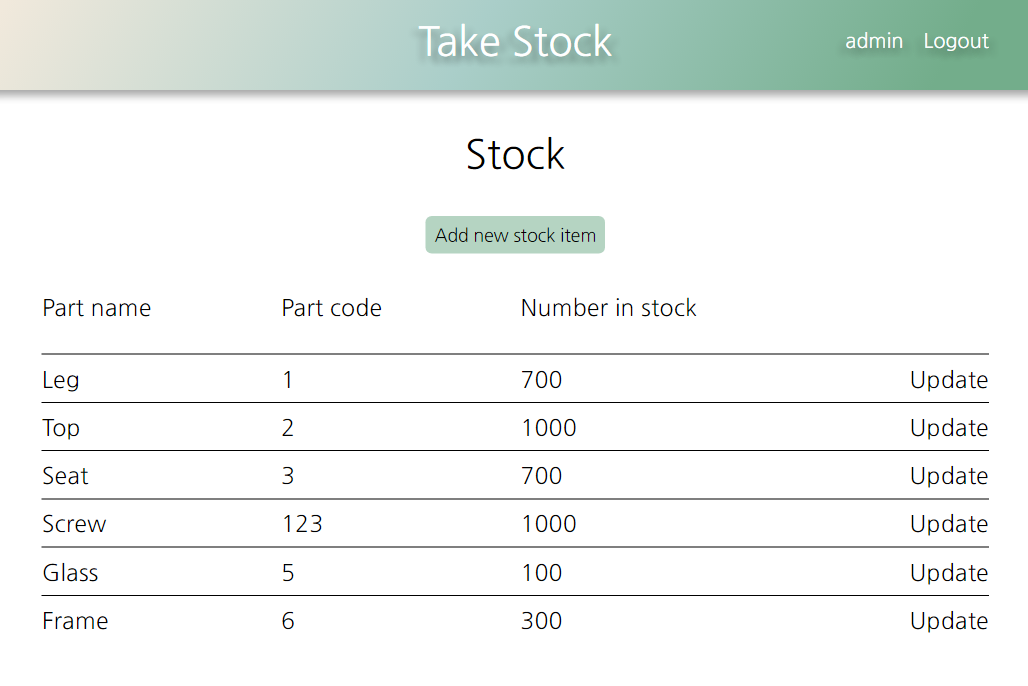 Take Stock admin Logout
Stock
Add new stock item
Part name Part code Number in stock
Leg 1 700 Update
Top 2 1000 Update
Seat 3 700 Update
Screw 123 1000 Update
Glass 5 100 Update
Frame 6 300 Update